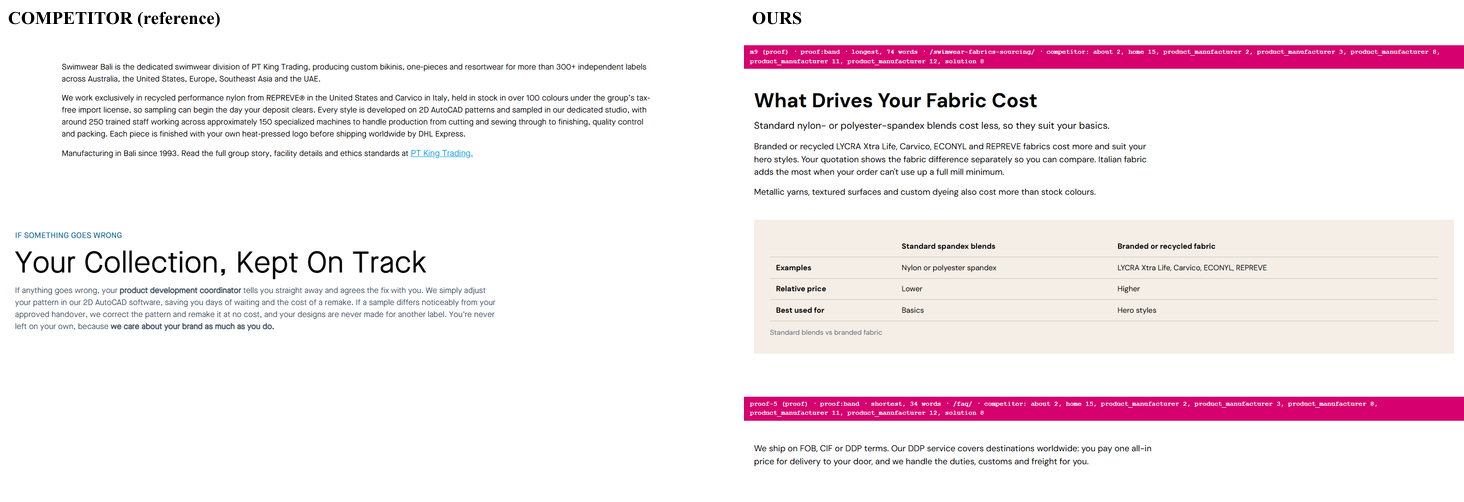 COMPETITOR (reference)
Swimwear Bali is the dedicated swimwear division of PT King Trading, producing custom bikinis, one-pieces and resortwear for more than 300+ independent labels
across Australia, the United States, Europe, Southeast Asia and the UAE.
We work exclusively in recycled performance nylon from REPREVE® in the United States and Carvico in Italy, held in stock in over 100 colours under the group's tax-
free import license, so sampling can begin the day your deposit clears. Every style is developed on 2D AutoCAD patterns and sampled in our dedicated studio, with
around 250 trained staff working across approximately 150 specialized machines to handle production from cutting and sewing through to finishing, quality control
and packing. Each piece is finished with your own heat-pressed logo before shipping worldwide by DHL Express.
Manufacturing in Bali since 1993. Read the full group story, facility details and ethics standards at PT King Trading.
IF SOMETHING GOES WRONG
Your Collection, Kept On Track
If anything goes wrong, your product development coordinator tells you straight away and agrees the fix with you. We simply adjust
your pattern in our 2D AutoCAD software, saving you days of waiting and the cost of a remake. If a sample differs noticeably from your
approved handover, we correct the pattern and remake it at no cost, and your designs are never made for another label. You're never
left on your own, because we care about your brand as much as you do.
OURS
m9 (proof) · proof:band · longest, 74 words · /swimwear-fabrics-sourcing/ · competitor: about 2, home 15, product_manufacturer 2, product_manufacturer 3, product_manufacturer 8,
product_manufacturer 11, product_manufacturer 12, solution 8
What Drives Your Fabric Cost
Standard nylon- or polyester-spandex blends cost less, so they suit your basics.
Branded or recycled LYCRA Xtra Life, Carvico, ECONYL and REPREVE fabrics cost more and suit your
hero styles. Your quotation shows the fabric difference separately so you can compare. Italian fabric
adds the most when your order can't use up a full mill minimum.
Metallic yarns, textured surfaces and custom dyeing also cost more than stock colours.
Standard spandex blends Branded or recycled fabric
Examples Nylon or polyester spandex LYCRA Xtra Life, Carvico, ECONYL, REPREVE
Relative price Lower Higher
Best used for Basics Hero styles
Standard blends vs branded fabric
proof-5 (proof) · proof:band · shortest, 34 words · /faq/ · competitor: about 2, home 15, product_manufacturer 2, product_manufacturer 3, product_manufacturer 8,
product_manufacturer 11, product_manufacturer 12, solution 8
We ship on FOB, CIF or DDP terms. Our DDP service covers destinations worldwide: you pay one all-in
price for delivery to your door, and we handle the duties, customs and freight for you.